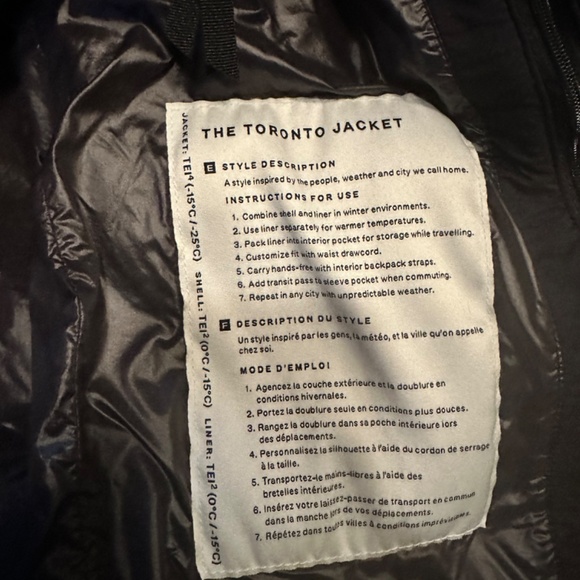 THE TORONTO JACKET
E STYLE DESCRIPTION
A style inspired by the people, weather and city we call home.
INSTRUCTIONS FOR USE
1. Combine shell and liner in winter environments.
2. Use liner separately for warmer temperatures.
3. Pack liner into interior pocket for storage while travelling.
4. Customize fit with waist drawcord.
5. Carry hands-free with interior backpack straps.
6. Add transit pass to sleeve pocket when commuting.
7. Repeat in any city with unpredictable weather.
F DESCRIPTION DU STYLE
Un style inspiré par les gens, la météo, et la ville qu'on appelle
chez soi.
MODE D'EMPLOI
1. Agencez la couche extérieure et la doublure en
conditions hivernales.
2. Portez la doublure seule en conditions plus douces.
3. Rangez la doublure dans sa poche intérieure lors
des déplacements.
4. Personnalisez la silhouette à l'aide du cordon de serrage
à la taille.
5. Transportez-le mains-libres à l'aide des
bretelles intérieures.
6. Insérez votre laissez-passer de transport en commun
dans la manche lors de vos déplacements.
7. Répétez dans toutes villes à conditions imprévisibles.
JACKET: TEI⁴ (-15°C / -25°C) SHELL: TEI² (0°C / -15°C) LINER: TEI² (0°C / -15°C)